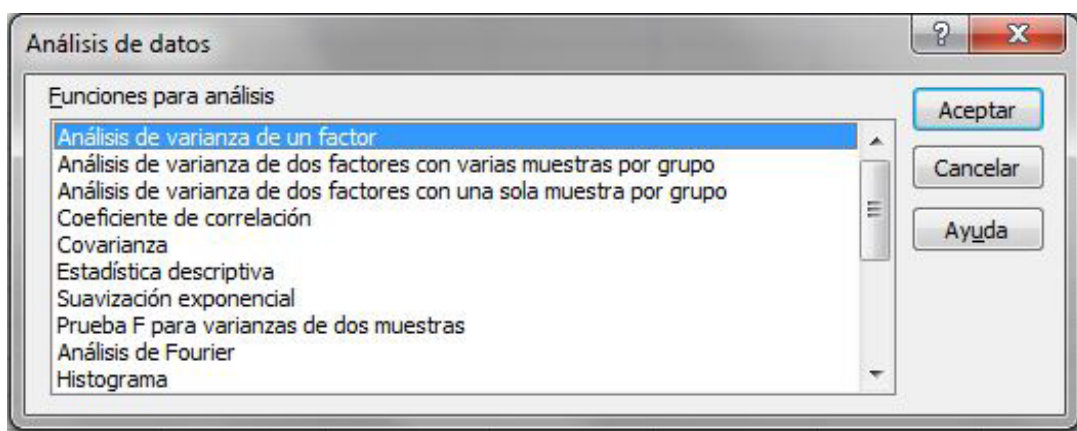 Análisis de datos
Funciones para análisis
Análisis de varianza de un factor
Análisis de varianza de dos factores con varias muestras por grupo
Análisis de varianza de dos factores con una sola muestra por grupo
Coeficiente de correlación
Covarianza
Estadística descriptiva
Suavización exponencial
Prueba F para varianzas de dos muestras
Análisis de Fourier
Histograma
Aceptar
Cancelar
Ayuda